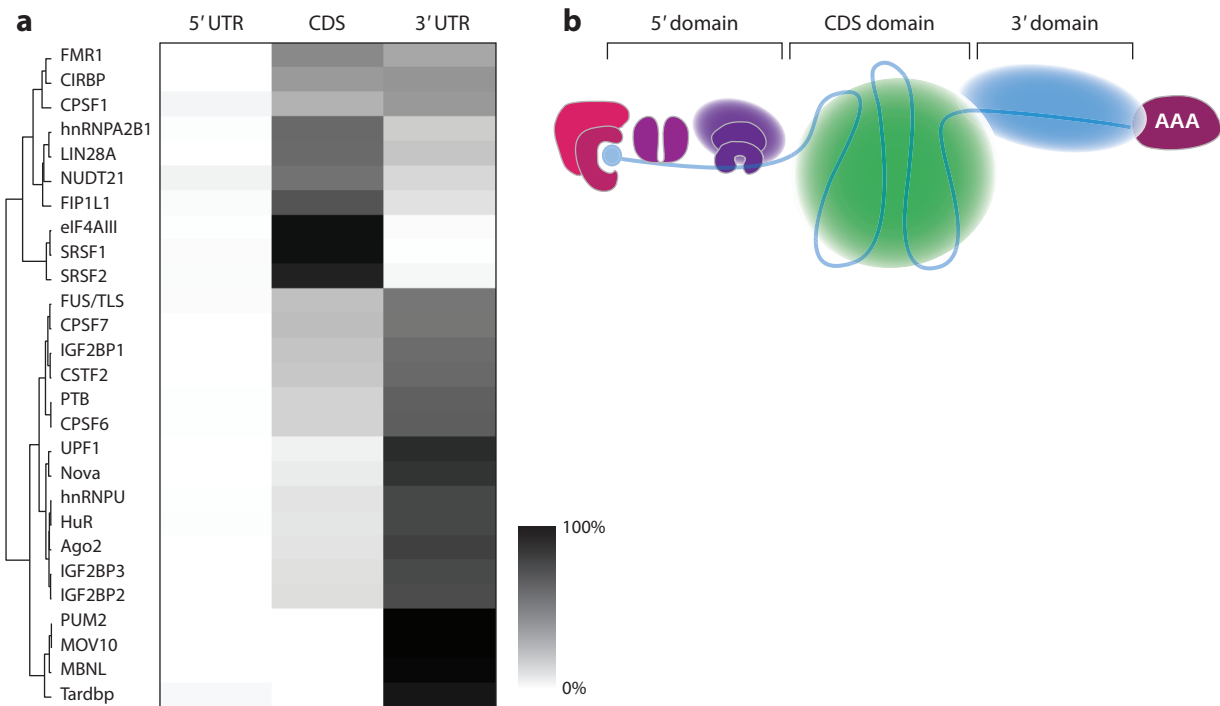 a
5′ UTR CDS 3′ UTR
FMR1
CIRBP
CPSF1
hnRNPA2B1
LIN28A
NUDT21
FIP1L1
eIF4AIII
SRSF1
SRSF2
FUS/TLS
CPSF7
IGF2BP1
CSTF2
PTB
CPSF6
UPF1
Nova
hnRNPU
HuR
Ago2
IGF2BP3
IGF2BP2
PUM2
MOV10
MBNL
Tardbp
100%
0%
b
5′ domain CDS domain 3′ domain
AAA